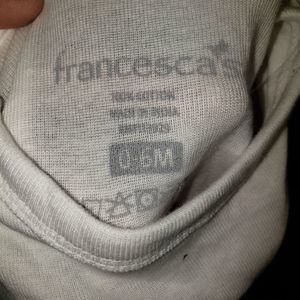 francesca's
100% COTTON
MADE IN INDIA
0-6M